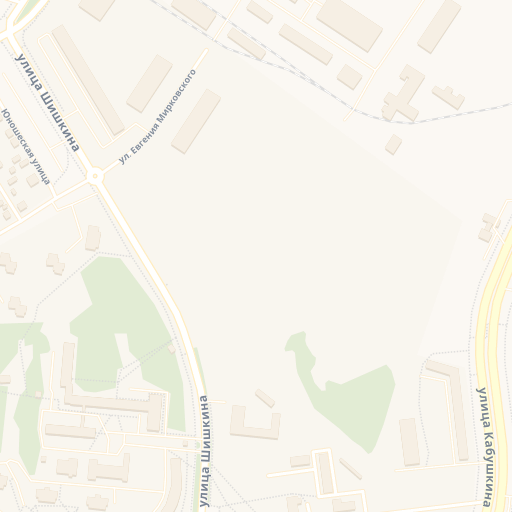 улица Шишкина
ул. Евгения Мирковского
Юношеская улица
улица Шишкина
улица Кабушкина